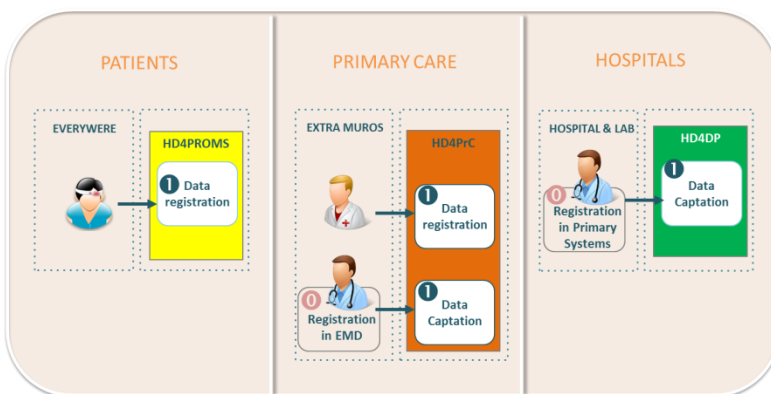 PATIENTS
EVERYWERE
HD4PROMS
1 Data
registration
PRIMARY CARE
EXTRA MUROS
HD4PrC
1
Data
registration
0
Registration
in EMD
1
Data
Captation
HOSPITALS
HOSPITAL & LAB
HD4DP
0
Registration
in Primary
Systems
1
Data
Captation